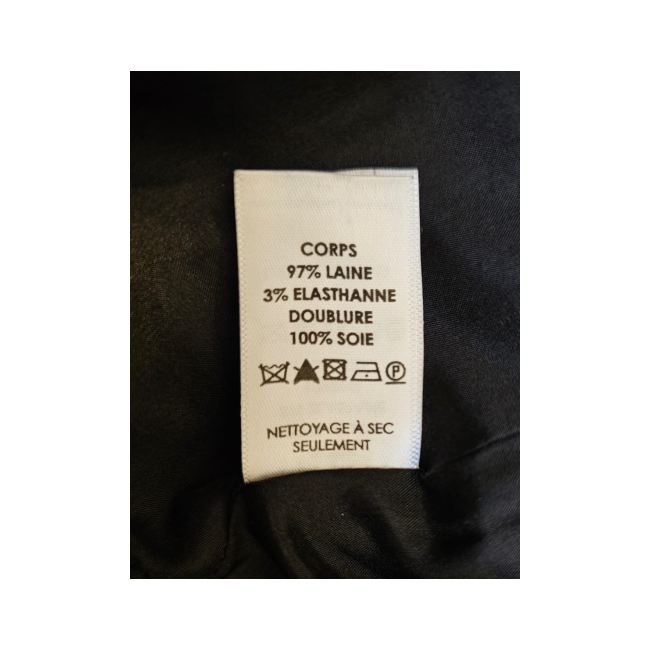 CORPS
97% LAINE
3% ELASTHANNE
DOUBLURE
100% SOIE
P
NETTOYAGE À SEC
SEULEMENT